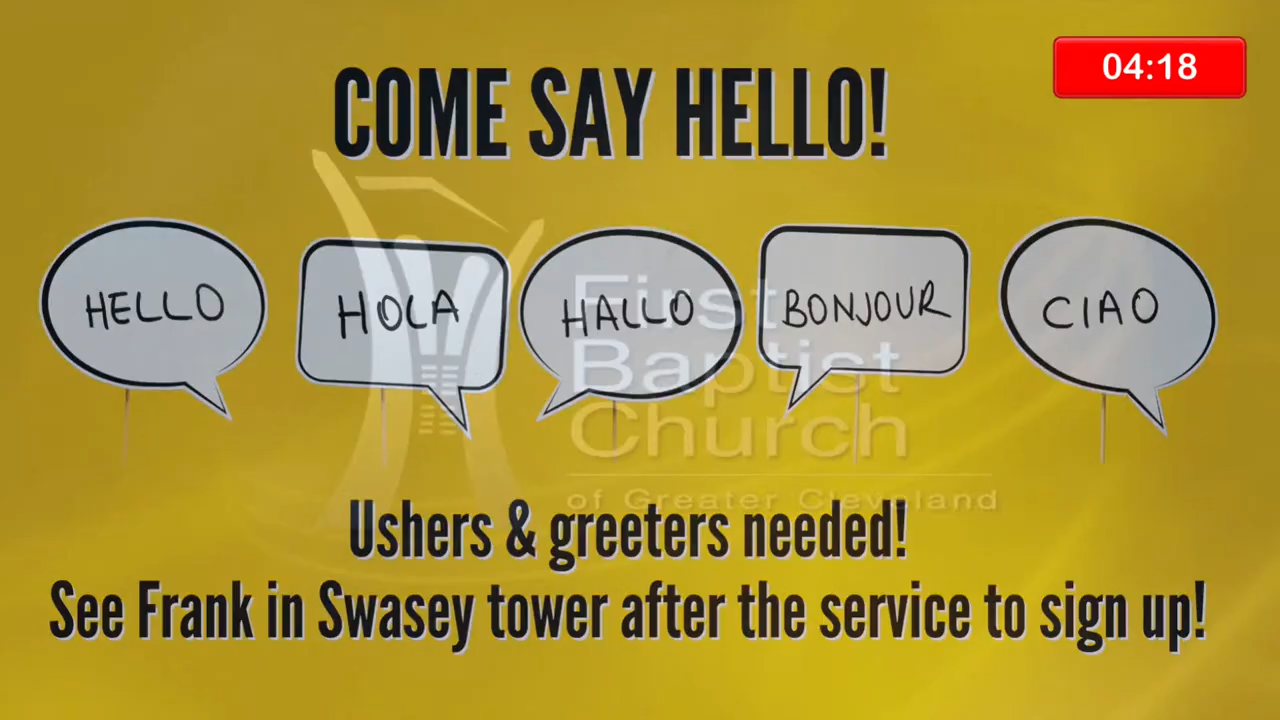 04:18
COME SAY HELLO!
HELLO
HOLA
HALLO
BONJOUR
CIAO
First
Baptist
Church
of Greater Cleveland
Ushers & greeters needed!
See Frank in Swasey tower after the service to sign up!